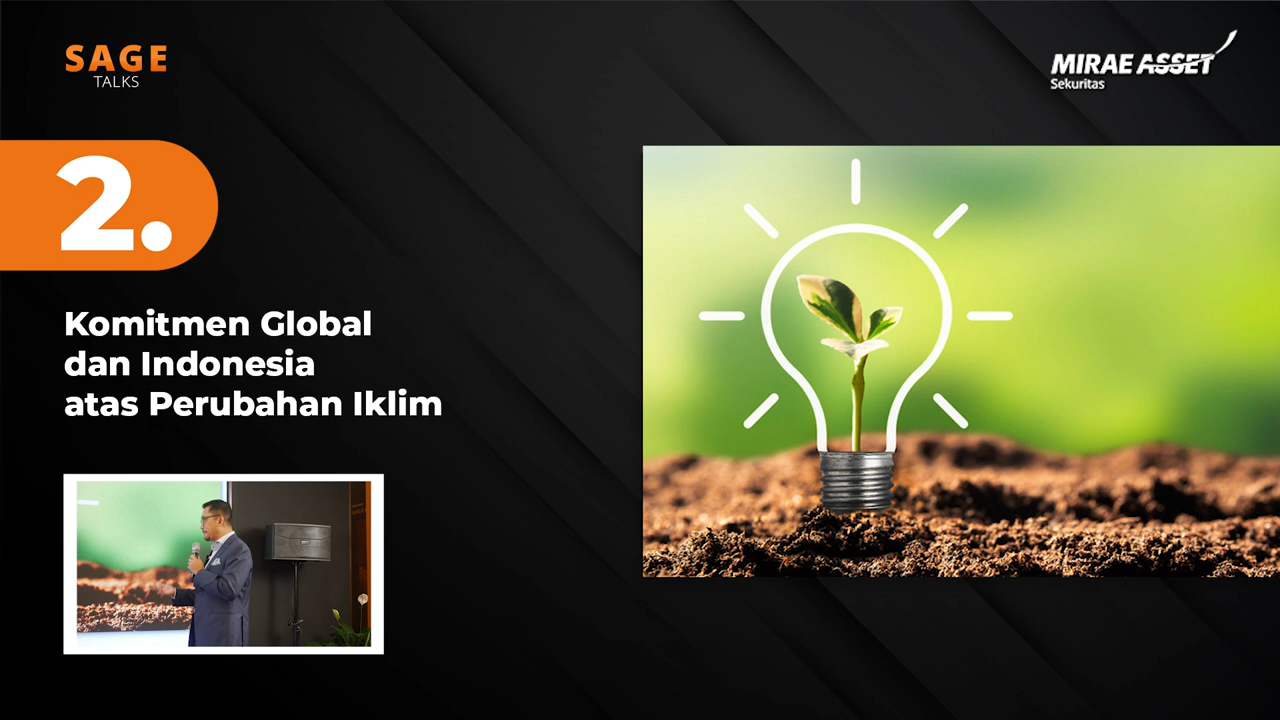 SAGE
TALKS
MIRAE ASSET
Sekuritas
2.
Komitmen Global
dan Indonesia
atas Perubahan Iklim